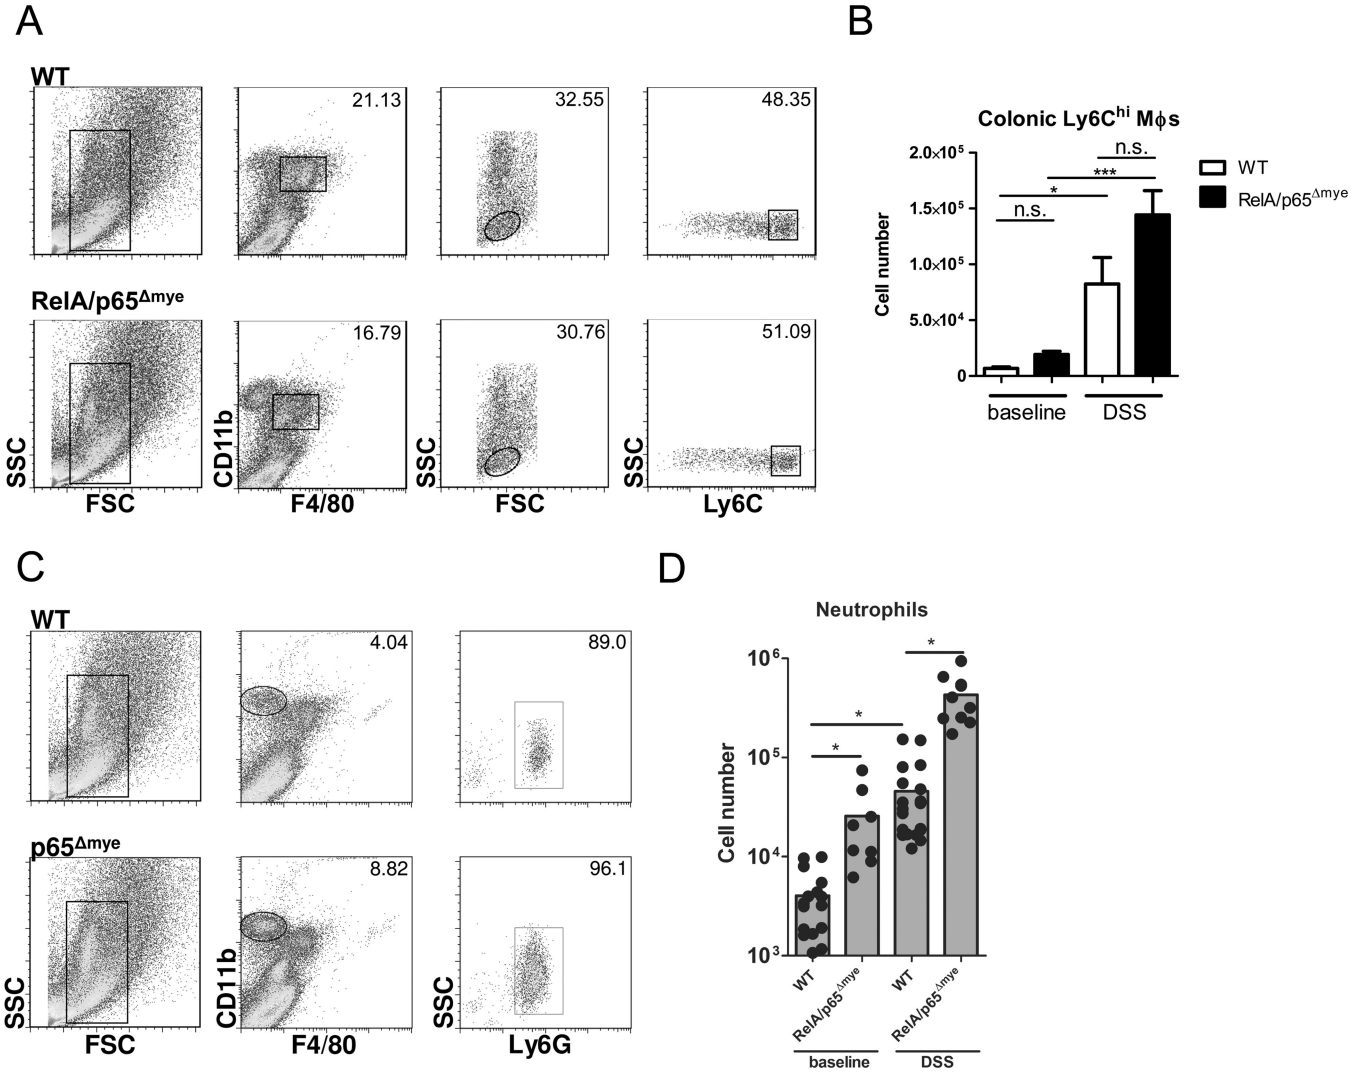 A
WT
21.13
32.55
48.35
RelA/p65Δmye
16.79
30.76
51.09
SSC
CD11b
SSC
SSC
FSC
F4/80
FSC
Ly6C
B
Colonic Ly6Chi Mϕs
n.s.
***
*
n.s.
WT
RelA/p65Δmye
Cell number
2.0×10⁵
1.5×10⁵
1.0×10⁵
5.0×10⁴
0
baseline
DSS
C
WT
4.04
89.0
p65Δmye
8.82
96.1
SSC
CD11b
SSC
FSC
F4/80
Ly6G
D
Neutrophils
*
*
*
Cell number
10⁶
10⁵
10⁴
10³
WT
RelA/p65Δmye
WT
RelA/p65Δmye
baseline
DSS